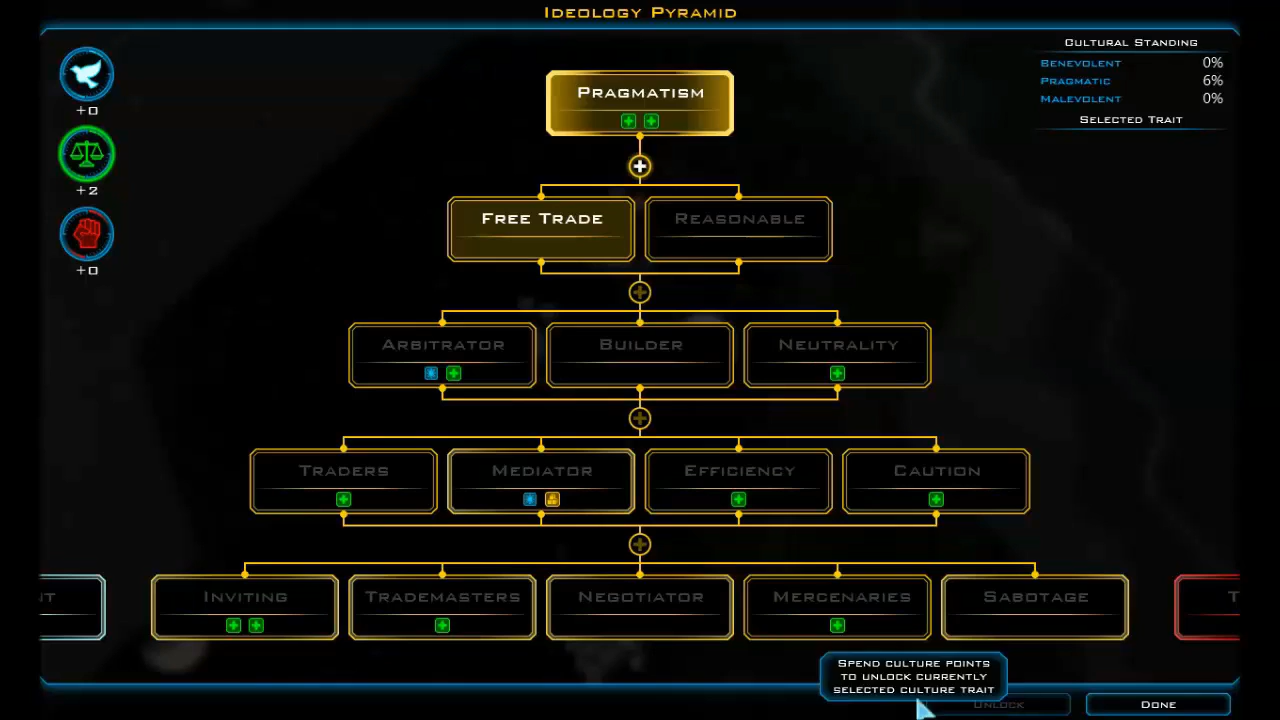 Ideology Pyramid
Cultural Standing
Benevolent 0%
Pragmatic 6%
Malevolent 0%
Selected Trait
+0
+2
+0
Pragmatism
Free Trade
Reasonable
Arbitrator
Builder
Neutrality
Traders
Mediator
Efficiency
Caution
NT
Inviting
Trademasters
Negotiator
Mercenaries
Sabotage
T
Spend culture points
to unlock currently
selected culture trait
Unlock
Done